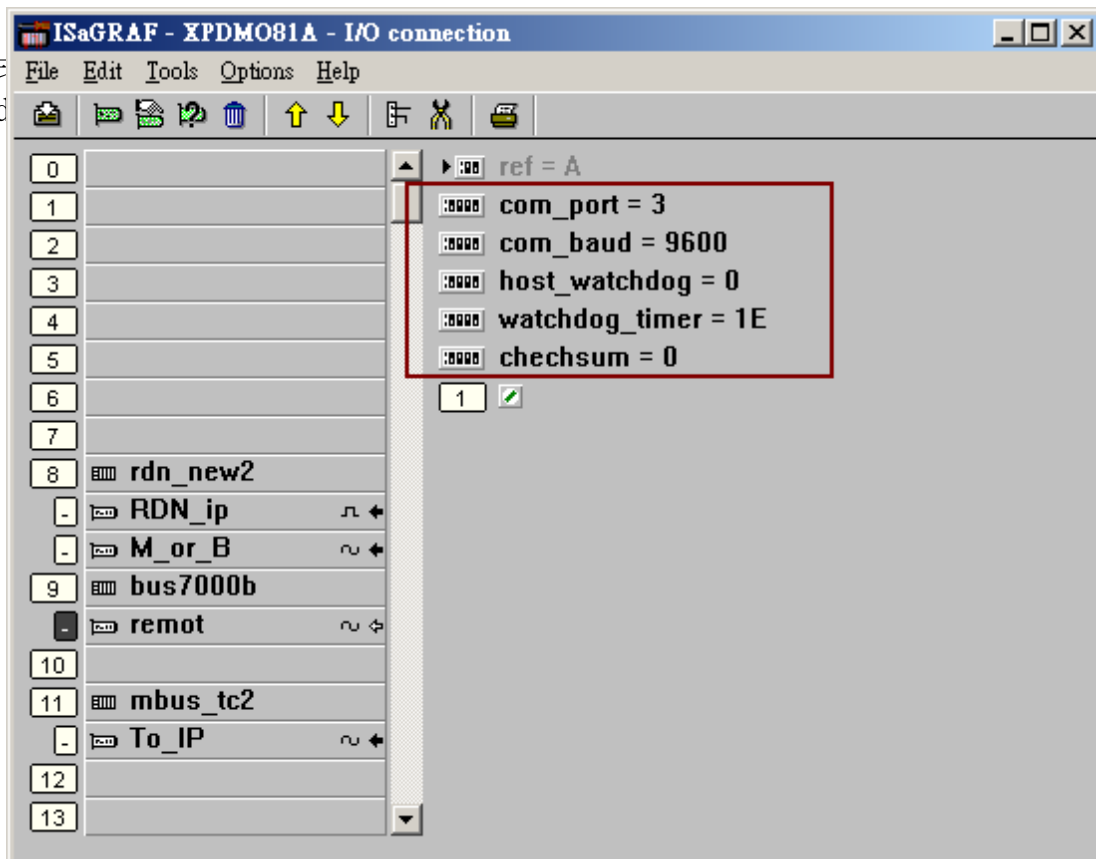 ISaGRAF - XPDMO81A - I/O connection
File Edit Tools Options Help
0
1
2
3
4
5
6
7
8 rdn_new2
- RDN_ip
- M_or_B
9 bus7000b
- remot
10
11 mbus_tc2
- To_IP
12
13
ref = A
com_port = 3
com_baud = 9600
host_watchdog = 0
watchdog_timer = 1E
chechsum = 0
1